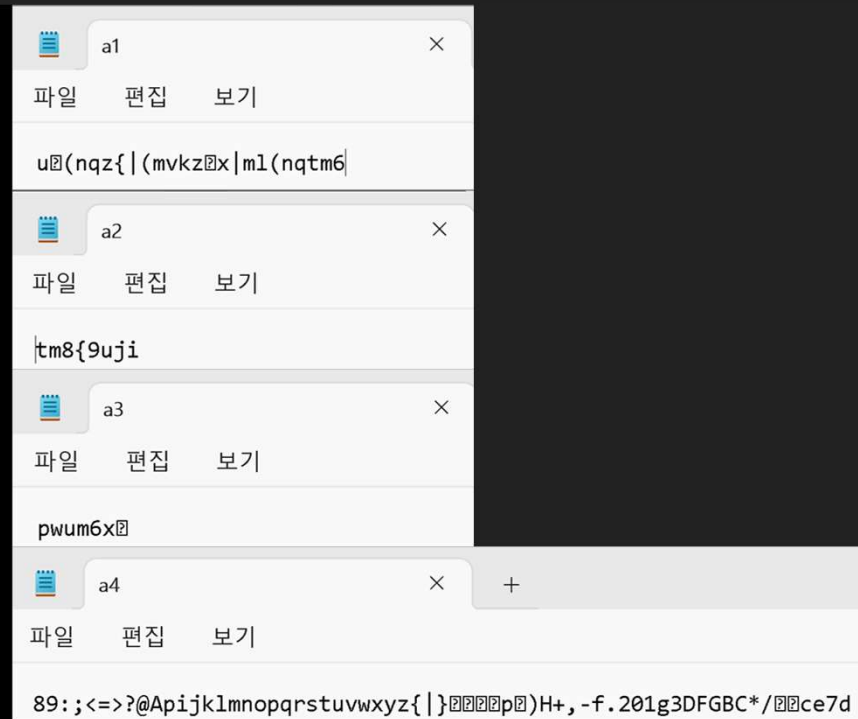 a1
파일 편집 보기
u⍰(nqz{|(mvkz⍰x|ml(nqtm6
a2
파일 편집 보기
tm8{9uji
a3
파일 편집 보기
pwum6x⍰
a4
파일 편집 보기
89:;<=>?@Apijklmnopqrstuvwxyz{|}⍰⍰⍰⍰p⍰)H+,-f.201g3DFGBC*/⍰⍰ce7d